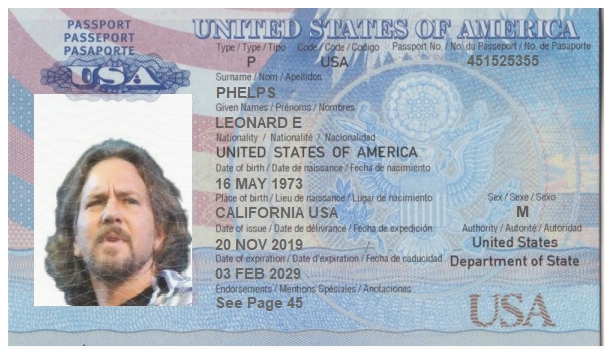 PASSPORT
PASSEPORT
PASAPORTE
USA
UNITED STATES OF AMERICA
Type / Type / Tipo Code / Code / Codigo Passport No. / No. du Passeport / No. de Pasaporte
P USA 451525355
Surname / Nom / Apellidos
PHELPS
Given Names / Prénoms / Nombres
LEONARD E
Nationality / Nationalité / Nacionalidad
UNITED STATES OF AMERICA
Date of birth / Date de naissance / Fecha de nacimiento
16 MAY 1973
Place of birth / Lieu de naissance / Lugar de nacimiento Sex / Sexe / Sexo
CALIFORNIA USA M
Date of issue / Date de délivrance / Fecha de expedición Authority / Autorité / Autoridad
20 NOV 2019 United States
Date of expiration / Date d'expiration / Fecha de caducidad Department of State
03 FEB 2029
Endorsements / Mentions Spéciales / Anotaciones
See Page 45
USA